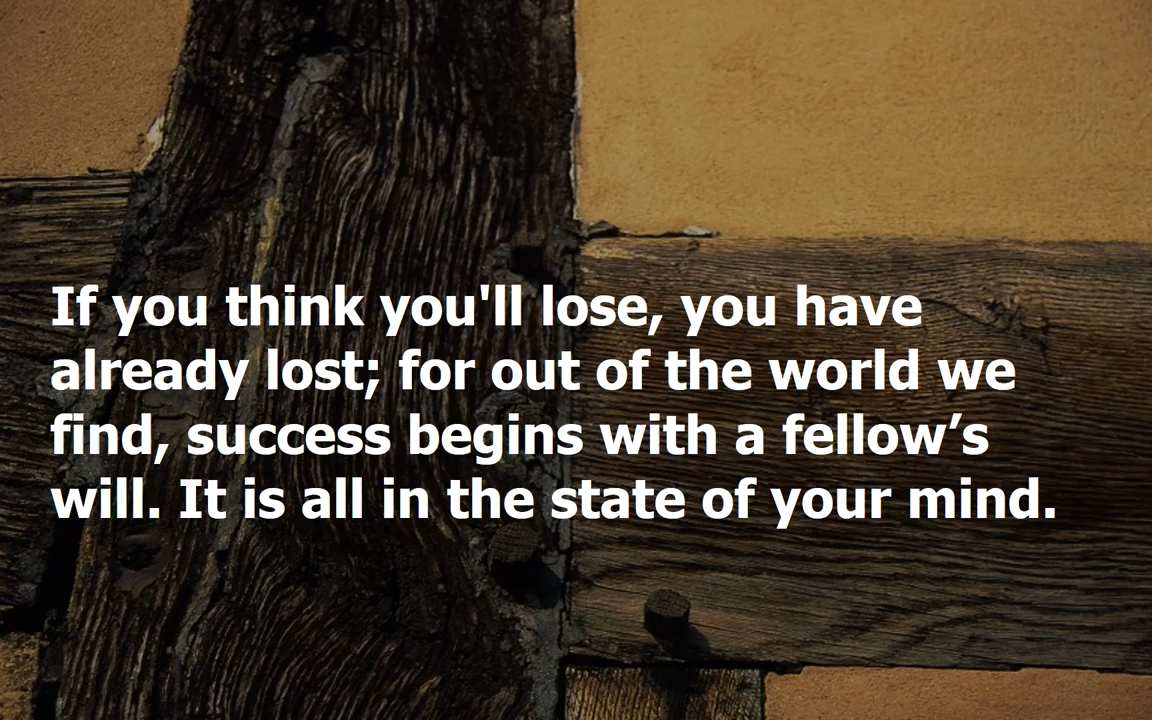 If you think you'll lose, you have
already lost; for out of the world we
find, success begins with a fellow’s
will. It is all in the state of your mind.